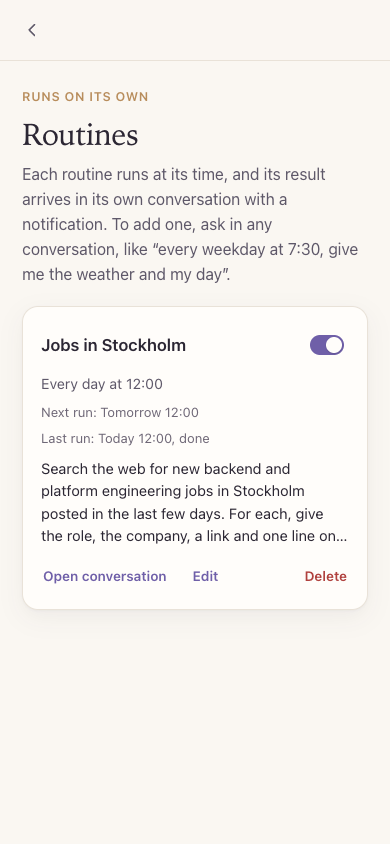 RUNS ON ITS OWN
Routines
Each routine runs at its time, and its result
arrives in its own conversation with a
notification. To add one, ask in any
conversation, like “every weekday at 7:30, give
me the weather and my day”.
Jobs in Stockholm
Every day at 12:00
Next run: Tomorrow 12:00
Last run: Today 12:00, done
Search the web for new backend and
platform engineering jobs in Stockholm
posted in the last few days. For each, give
the role, the company, a link and one line on...
Open conversation Edit Delete